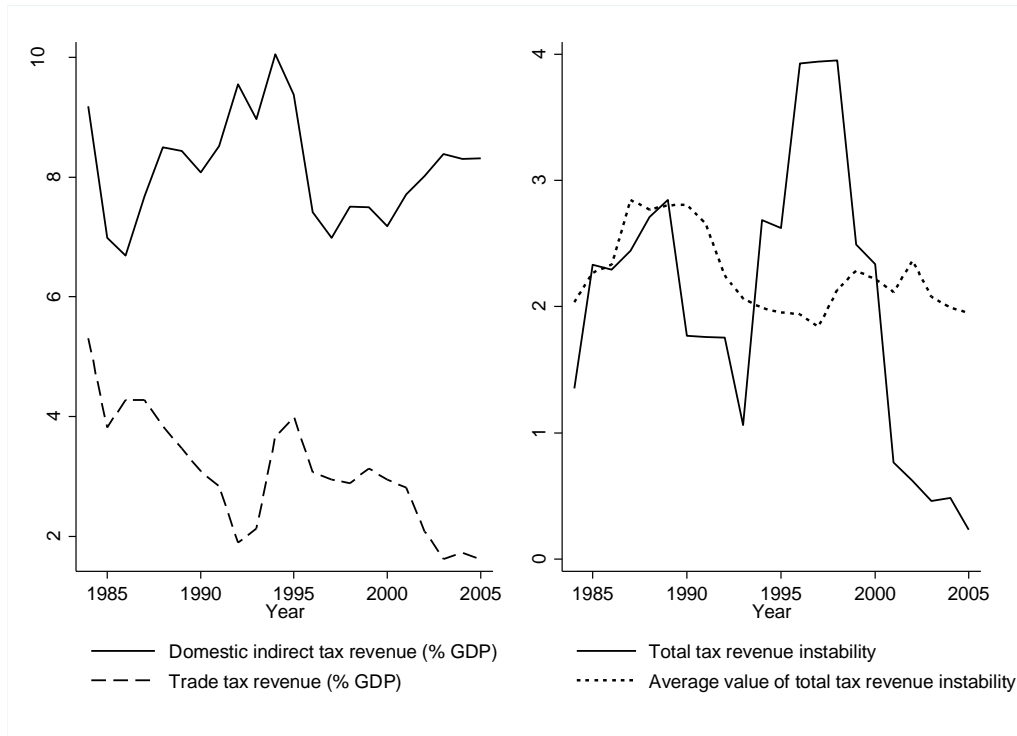 10
8
6
4
2
1985 1990 1995 2000 2005
Year
Domestic indirect tax revenue (% GDP)
Trade tax revenue (% GDP)
4
3
2
1
0
1985 1990 1995 2000 2005
Year
Total tax revenue instability
Average value of total tax revenue instability